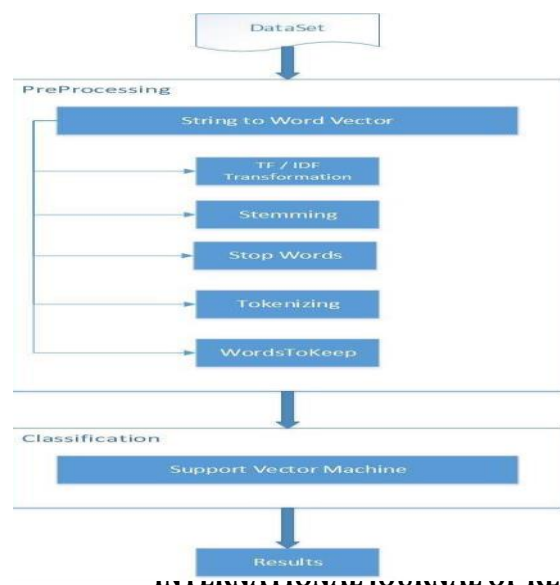 DataSet
PreProcessing
String to Word Vector
TF / IDF
Transformation
Stemming
Stop Words
Tokenizing
WordsToKeep
Classification
Support Vector Machine
Results